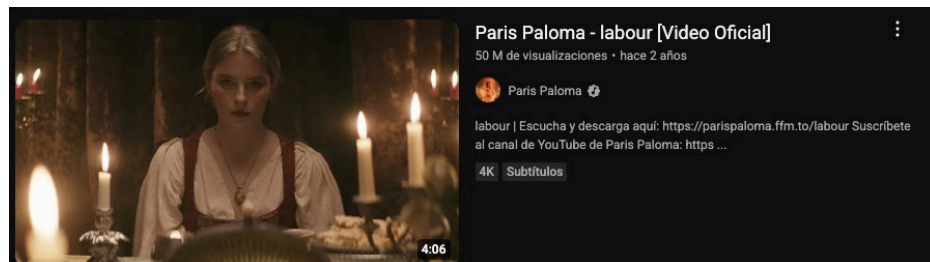 Paris Paloma - labour [Video Oficial]
50 M de visualizaciones • hace 2 años
Paris Paloma
labour | Escucha y descarga aquí: https://parispaloma.ffm.to/labour Suscríbete
al canal de YouTube de Paris Paloma: https ...
4K Subtítulos
4:06